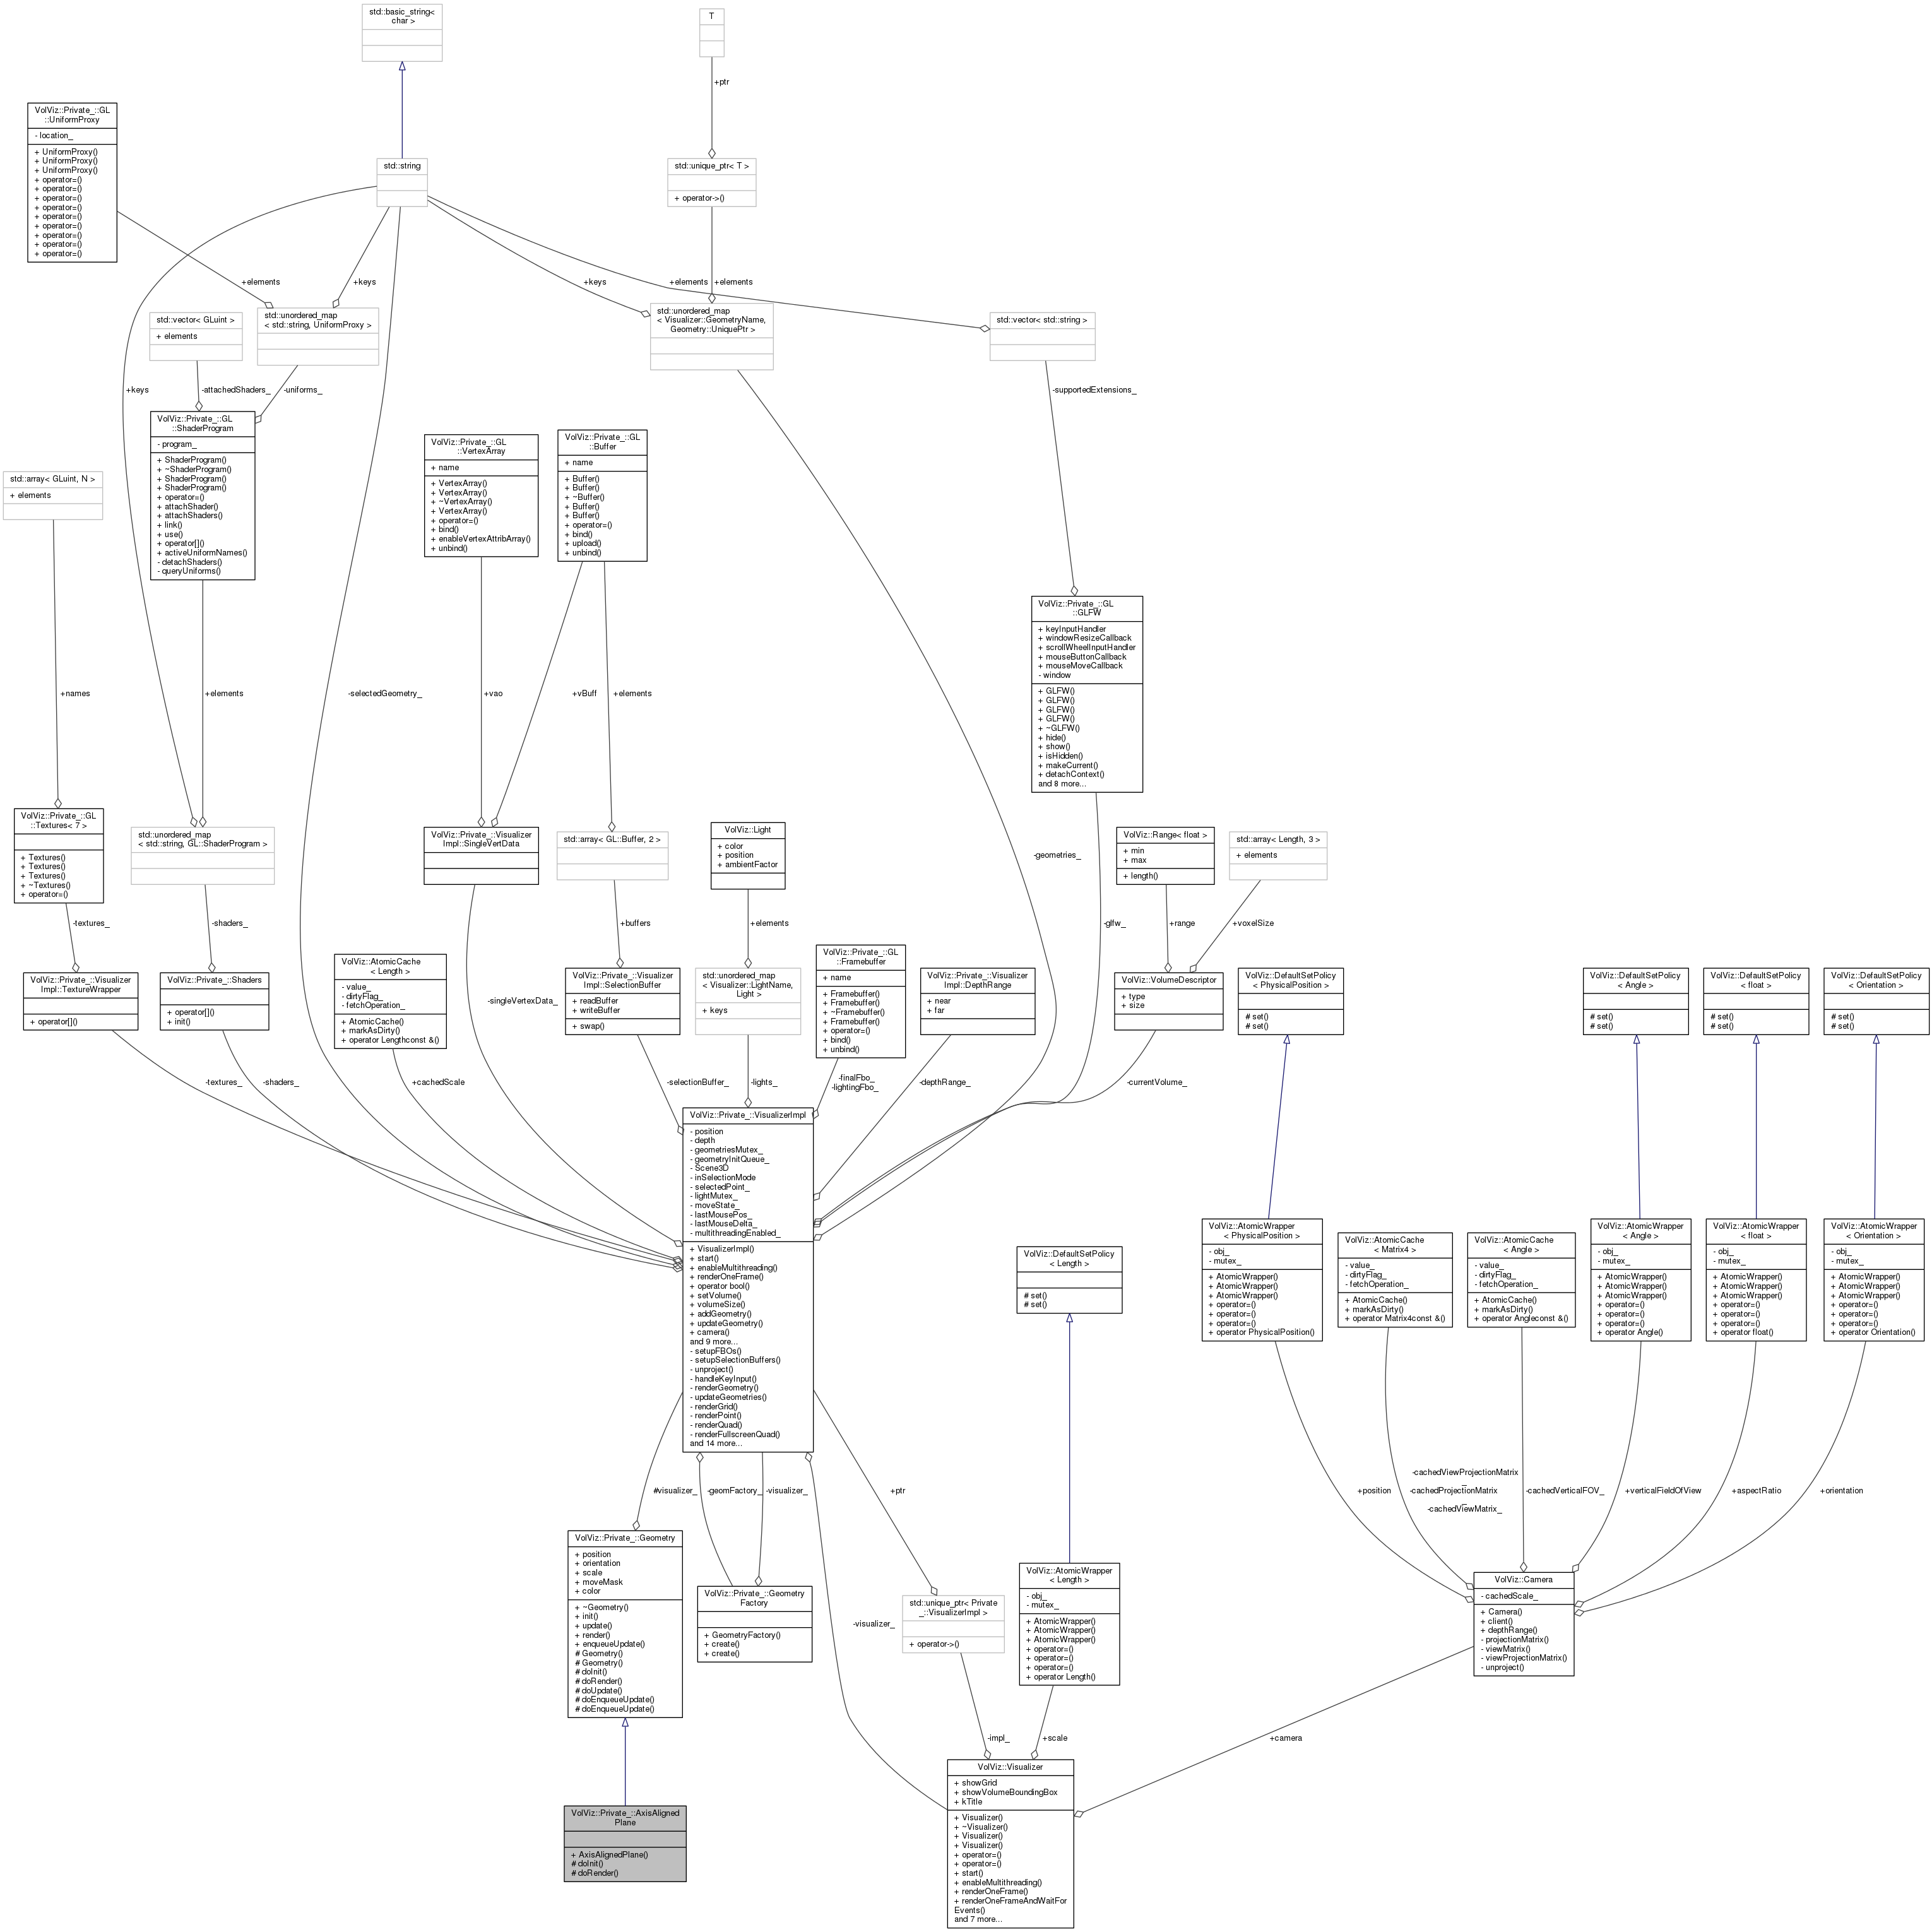 std::basic_string<
char >
T
+ptr
VolViz::Private_::GL
::UniformProxy
- location_
+ UniformProxy()
+ UniformProxy()
+ UniformProxy()
+ operator=()
+ operator=()
+ operator=()
+ operator=()
+ operator=()
+ operator=()
+ operator=()
+ operator=()
+ operator=()
std::string
std::unique_ptr< T >
+ operator->()
+elements
+keys
+keys
+elements
+elements
std::vector< GLuint >
+ elements
std::unordered_map
< std::string, UniformProxy >
std::unordered_map
< Visualizer::GeometryName,
Geometry::UniquePtr >
std::vector< std::string >
+keys
-attachedShaders_
-uniforms_
-supportedExtensions_
VolViz::Private_::GL
::ShaderProgram
- program_
+ ShaderProgram()
+ ~ShaderProgram()
+ ShaderProgram()
+ ShaderProgram()
+ operator=()
+ attachShader()
+ attachShaders()
+ link()
+ use()
+ operator[]()
+ activeUniformNames()
- detachShaders()
- queryUniforms()
VolViz::Private_::GL
::VertexArray
+ name
+ VertexArray()
+ VertexArray()
+ ~VertexArray()
+ VertexArray()
+ operator=()
+ bind()
+ enableVertexAttribArray()
+ unbind()
VolViz::Private_::GL
::Buffer
+ name
+ Buffer()
+ Buffer()
+ ~Buffer()
+ Buffer()
+ Buffer()
+ operator=()
+ bind()
+ upload()
+ unbind()
std::array< GLuint, N >
+ elements
VolViz::Private_::GL
::GLFW
+ keyInputHandler
+ windowResizeCallback
+ scrollWheelInputHandler
+ mouseButtonCallback
+ mouseMoveCallback
- window
+ GLFW()
+ GLFW()
+ GLFW()
+ GLFW()
+ ~GLFW()
+ hide()
+ show()
+ isHidden()
+ makeCurrent()
+ detachContext()
and 8 more...
+names
+elements
-selectedGeometry_
+vao
+vBuff
+elements
VolViz::Private_::GL
::Textures< 7 >
+ Textures()
+ Textures()
+ Textures()
+ ~Textures()
+ operator=()
std::unordered_map
< std::string, GL::ShaderProgram >
VolViz::Private_::Visualizer
Impl::SingleVertData
std::array< GL::Buffer, 2 >
VolViz::Light
+ color
+ position
+ ambientFactor
-geometries_
VolViz::Range< float >
+ min
+ max
+ length()
std::array< Length, 3 >
+ elements
-textures_
-shaders_
+buffers
+elements
-glfw_
+range
+voxelSize
VolViz::Private_::Visualizer
Impl::TextureWrapper
+ operator[]()
VolViz::Private_::Shaders
+ operator[]()
+ init()
VolViz::AtomicCache
< Length >
- value_
- dirtyFlag_
- fetchOperation_
+ AtomicCache()
+ markAsDirty()
+ operator Lengthconst &()
-singleVertexData_
VolViz::Private_::Visualizer
Impl::SelectionBuffer
+ readBuffer
+ writeBuffer
+ swap()
std::unordered_map
< Visualizer::LightName,
Light >
+ keys
VolViz::Private_::GL
::Framebuffer
+ name
+ Framebuffer()
+ Framebuffer()
+ ~Framebuffer()
+ Framebuffer()
+ operator=()
+ bind()
+ unbind()
VolViz::Private_::Visualizer
Impl::DepthRange
+ near
+ far
VolViz::VolumeDescriptor
+ type
+ size
VolViz::DefaultSetPolicy
< PhysicalPosition >
# set()
# set()
VolViz::DefaultSetPolicy
< Angle >
# set()
# set()
VolViz::DefaultSetPolicy
< float >
# set()
# set()
VolViz::DefaultSetPolicy
< Orientation >
# set()
# set()
-textures_
-shaders_
+cachedScale
-selectionBuffer_
-lights_
-finalFbo_
-lightingFbo_
-depthRange_
-currentVolume_
VolViz::Private_::VisualizerImpl
- position
- depth
- geometriesMutex_
- geometryInitQueue_
- Scene3D
- inSelectionMode
- selectedPoint_
- lightMutex_
- moveState_
- lastMousePos_
- lastMouseDelta_
- multithreadingEnabled_
+ VisualizerImpl()
+ start()
+ enableMultithreading()
+ renderOneFrame()
+ operator bool()
+ setVolume()
+ volumeSize()
+ addGeometry()
+ updateGeometry()
+ camera()
and 9 more...
- setupFBOs()
- setupSelectionBuffers()
- unproject()
- handleKeyInput()
- renderGeometry()
- updateGeometries()
- renderGrid()
- renderPoint()
- renderQuad()
- renderFullscreenQuad()
and 14 more...
VolViz::DefaultSetPolicy
< Length >
# set()
# set()
VolViz::AtomicWrapper
< PhysicalPosition >
- obj_
- mutex_
+ AtomicWrapper()
+ AtomicWrapper()
+ AtomicWrapper()
+ operator=()
+ operator=()
+ operator=()
+ operator PhysicalPosition()
VolViz::AtomicCache
< Matrix4 >
- value_
- dirtyFlag_
- fetchOperation_
+ AtomicCache()
+ markAsDirty()
+ operator Matrix4const &()
VolViz::AtomicCache
< Angle >
- value_
- dirtyFlag_
- fetchOperation_
+ AtomicCache()
+ markAsDirty()
+ operator Angleconst &()
VolViz::AtomicWrapper
< Angle >
- obj_
- mutex_
+ AtomicWrapper()
+ AtomicWrapper()
+ AtomicWrapper()
+ operator=()
+ operator=()
+ operator=()
+ operator Angle()
VolViz::AtomicWrapper
< float >
- obj_
- mutex_
+ AtomicWrapper()
+ AtomicWrapper()
+ AtomicWrapper()
+ operator=()
+ operator=()
+ operator=()
+ operator float()
VolViz::AtomicWrapper
< Orientation >
- obj_
- mutex_
+ AtomicWrapper()
+ AtomicWrapper()
+ AtomicWrapper()
+ operator=()
+ operator=()
+ operator=()
+ operator Orientation()
#visualizer_
-geomFactory_
-visualizer_
+ptr
+position
-cachedViewProjectionMatrix
_
-cachedProjectionMatrix
_
-cachedViewMatrix_
-cachedVerticalFOV_
+verticalFieldOfView
+aspectRatio
+orientation
VolViz::Private_::Geometry
+ position
+ orientation
+ scale
+ moveMask
+ color
+ ~Geometry()
+ init()
+ update()
+ render()
+ enqueueUpdate()
# Geometry()
# Geometry()
# doInit()
# doRender()
# doUpdate()
# doEnqueueUpdate()
# doEnqueueUpdate()
VolViz::Private_::Geometry
Factory
+ GeometryFactory()
+ create()
+ create()
-visualizer_
std::unique_ptr< Private
_::VisualizerImpl >
+ operator->()
VolViz::AtomicWrapper
< Length >
- obj_
- mutex_
+ AtomicWrapper()
+ AtomicWrapper()
+ AtomicWrapper()
+ operator=()
+ operator=()
+ operator=()
+ operator Length()
VolViz::Camera
- cachedScale_
+ Camera()
+ client()
+ depthRange()
- projectionMatrix()
- viewMatrix()
- viewProjectionMatrix()
- unproject()
-impl_
+scale
+camera
VolViz::Private_::AxisAligned
Plane
+ AxisAlignedPlane()
# doInit()
# doRender()
VolViz::Visualizer
+ showGrid
+ showVolumeBoundingBox
+ kTitle
+ Visualizer()
+ ~Visualizer()
+ Visualizer()
+ Visualizer()
+ operator=()
+ operator=()
+ start()
+ enableMultithreading()
+ renderOneFrame()
+ renderOneFrameAndWaitFor
Events()
and 7 more...